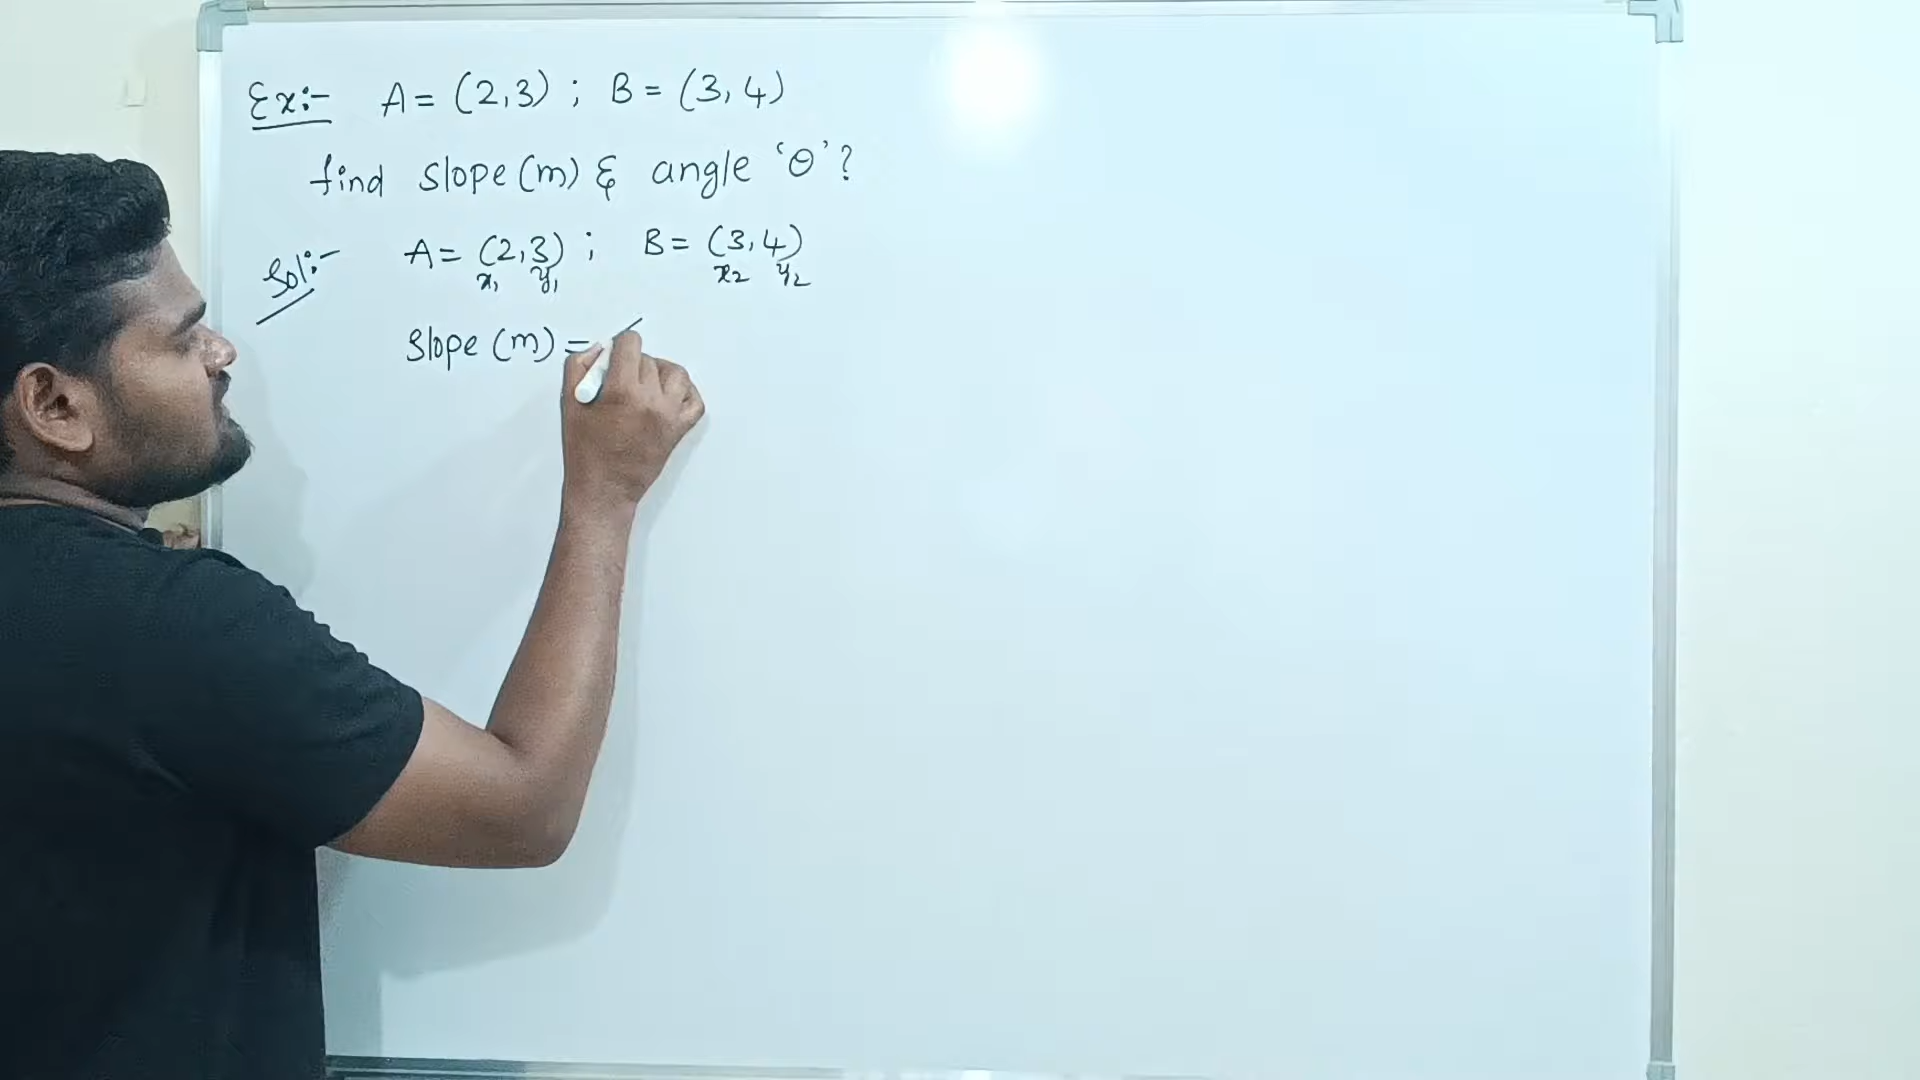 Ex:- A = (2,3) ; B = (3,4)
find slope(m) & angle 'θ'?
Sol:- A = (2,3) ; B = (3,4)
x₁ y₁ x₂ y₂
Slope (m) =